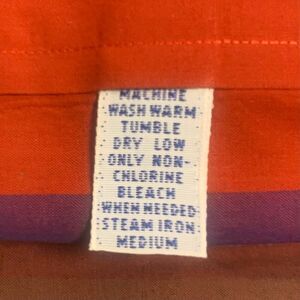 MACHINE
WASH WARM
TUMBLE
DRY LOW
ONLY NON-
CHLORINE
BLEACH
WHEN NEEDED
STEAM IRON
MEDIUM